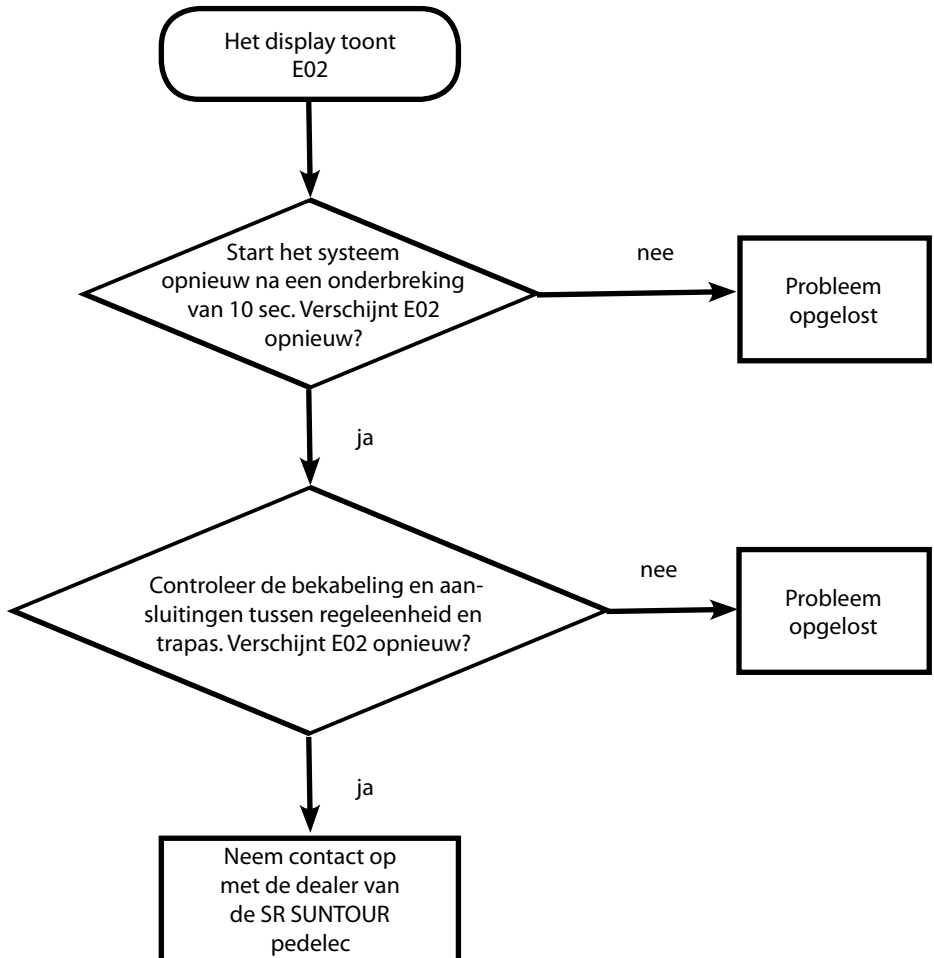 Het display toont
E02
Start het systeem
opnieuw na een onderbreking
van 10 sec. Verschijnt E02
opnieuw?
nee
Probleem
opgelost
ja
Controleer de bekabeling en aan-
sluitingen tussen regeleenheid en
trapas. Verschijnt E02 opnieuw?
nee
Probleem
opgelost
ja
Neem contact op
met de dealer van
de SR SUNTOUR
pedelec